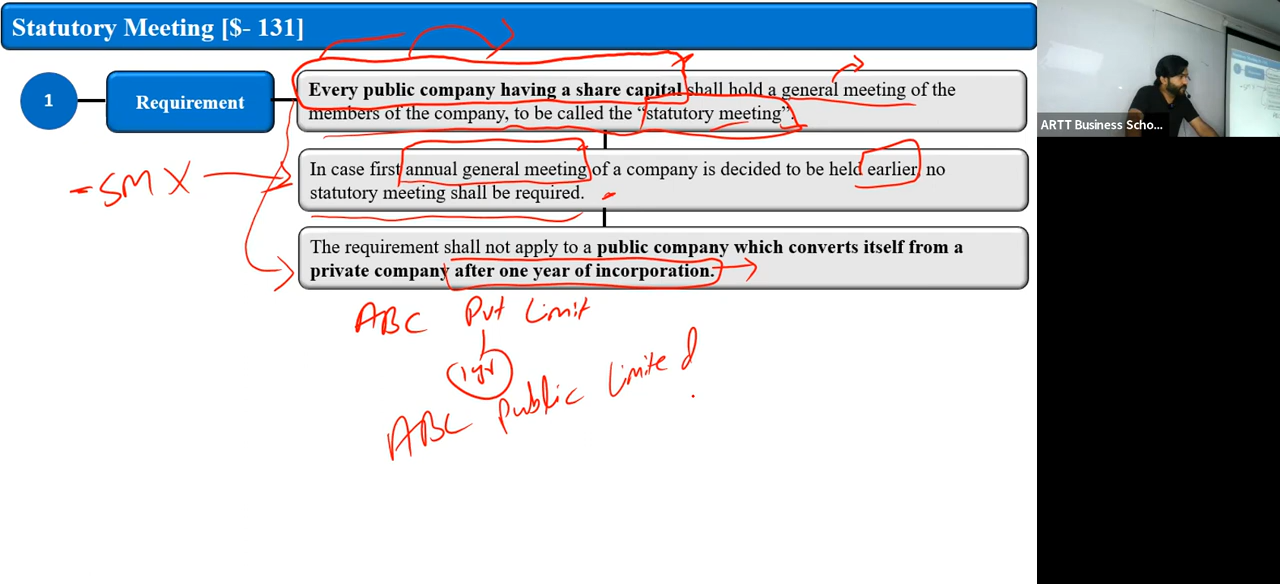 Statutory Meeting [$- 131]
1
Requirement
Every public company having a share capital shall hold a general meeting of the
members of the company, to be called the “statutory meeting”.
ARTT Business Scho...
- SM X
In case first annual general meeting of a company is decided to be held earlier, no
statutory meeting shall be required.
The requirement shall not apply to a public company which converts itself from a
private company after one year of incorporation.
ABC Pvt Limit
1 yr
ABC Public Limited